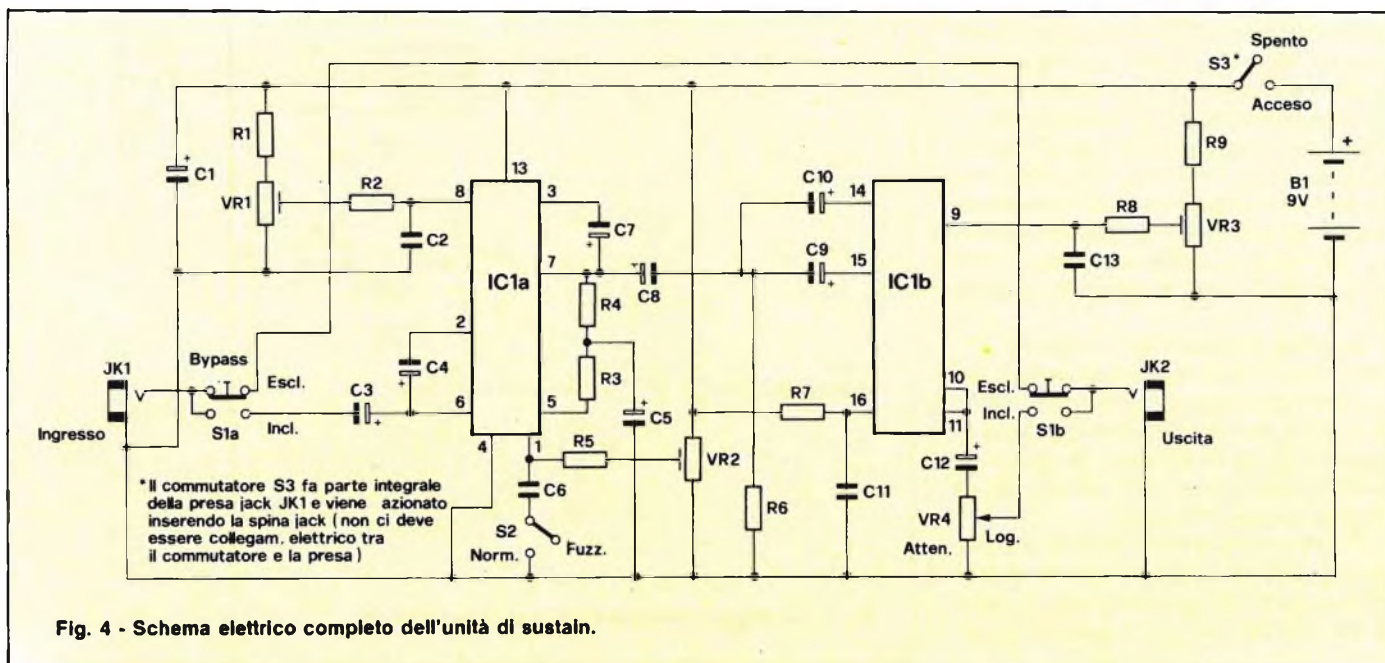 Spento
S3*
Acceso
R1
C1
VR1
R2
C2
8
13
3
C7
7
IC1a
C8
R4
R3
5
C5
2
C4
6
4
1
C3
JK1
Bypass
Escl.
Incl.
S1a
Ingresso
R5
C6
S2
Norm.
Fuzz.
VR2
R6
R7
C11
C10
14
C9
15
IC1b
9
16
10
11
C12
VR4
Atten.
Log.
R8
C13
R9
VR3
B1
9V
+
Escl.
Incl.
S1b
JK2
Uscita
*Il commutatore S3 fa parte integrale
della presa jack JK1 e viene azionato
inserendo la spina jack (non ci deve
essere collegam. elettrico tra
il commutatore e la presa)
Fig. 4 - Schema elettrico completo dell'unità di sustain.